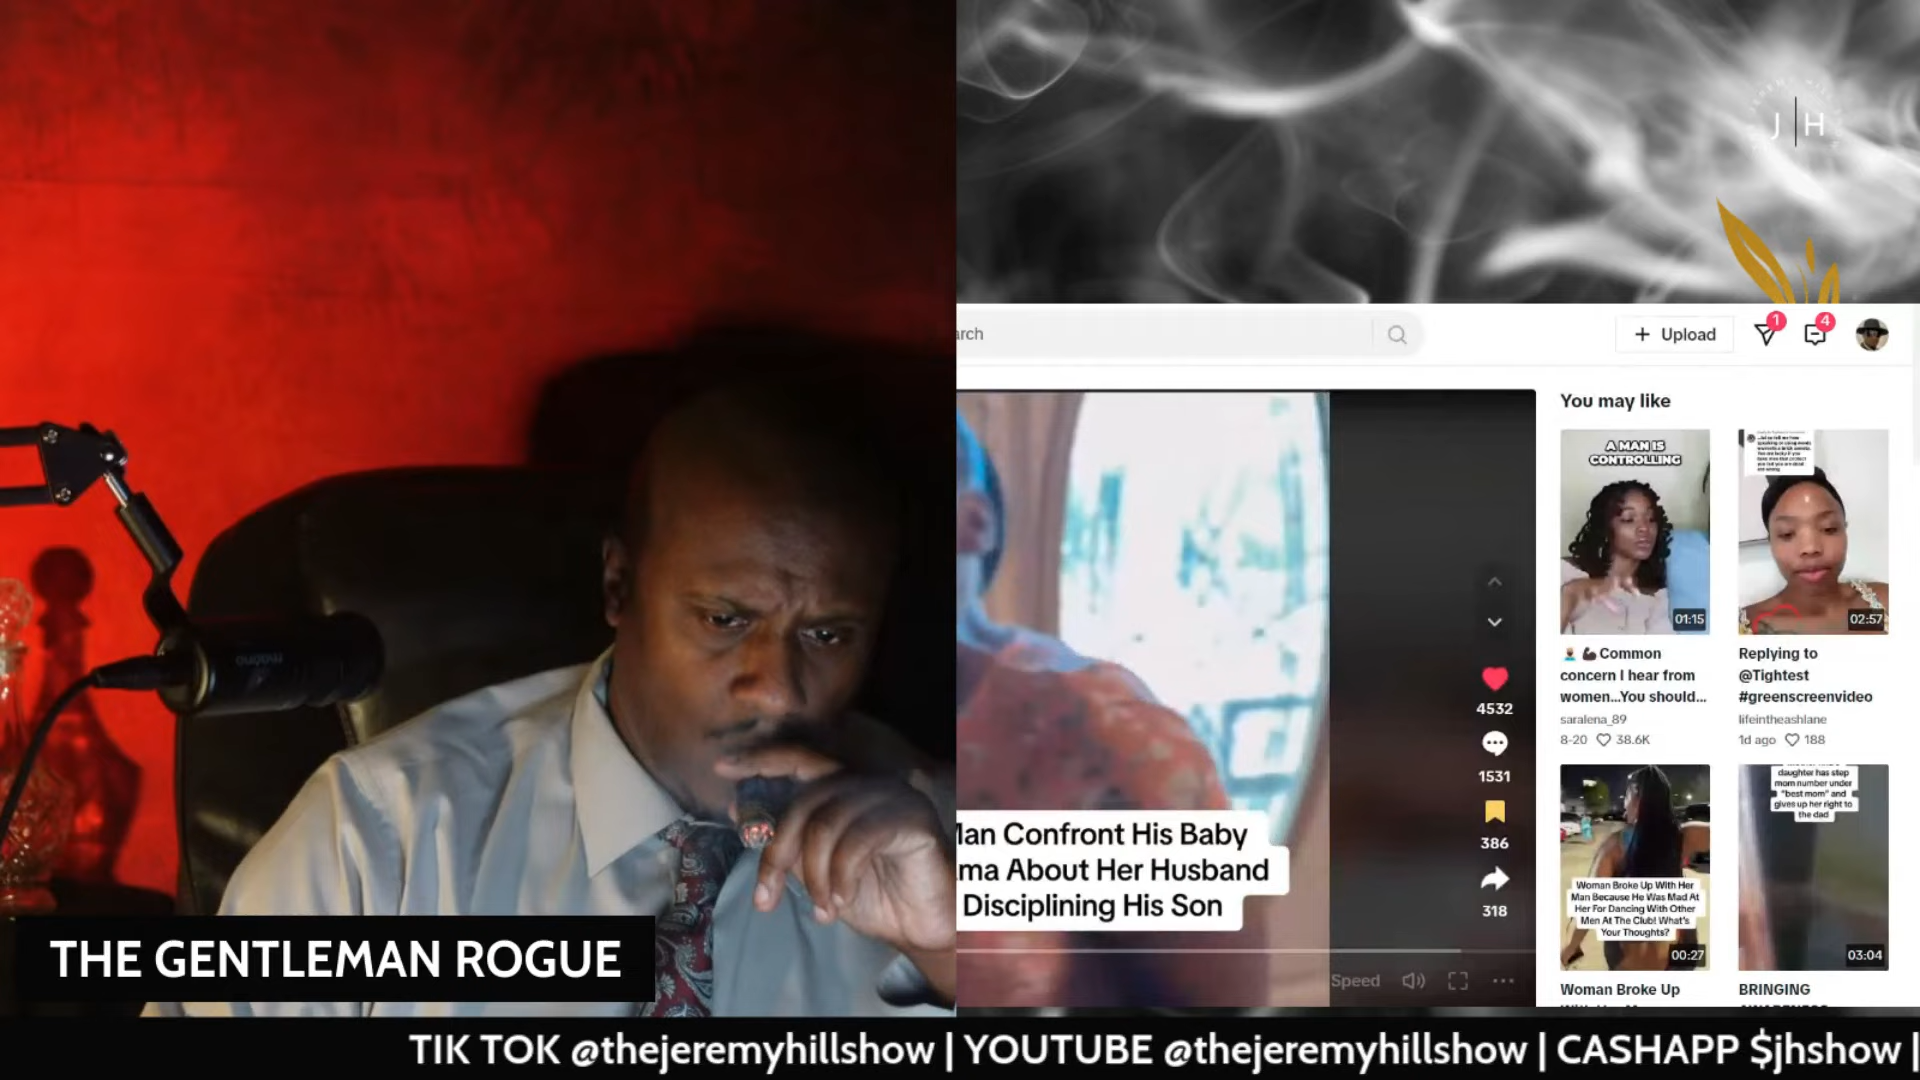 J | H
arch
+ Upload
1
4
You may like
A MAN IS
CONTROLLING
01:15
02:57
Common
concern I hear from
women...You should...
saralena_89
8-20 38.6K
Replying to
@Tightest
#greenscreenvideo
lifeintheashlane
1d ago 188
4532
1531
386
318
Man Confront His Baby
ma About Her Husband
Disciplining His Son
Speed
Woman Broke Up With Her
Man Because He Was Mad At
Her For Dancing With Other
Men At The Club! What's
Your Thoughts?
00:27
daughter has step
mom number under
"best mom" and
gives up her right to
the dad
03:04
Woman Broke Up
BRINGING
THE GENTLEMAN ROGUE
TIK TOK @thejeremyhillshow | YOUTUBE @thejeremyhillshow | CASHAPP $jhshow |